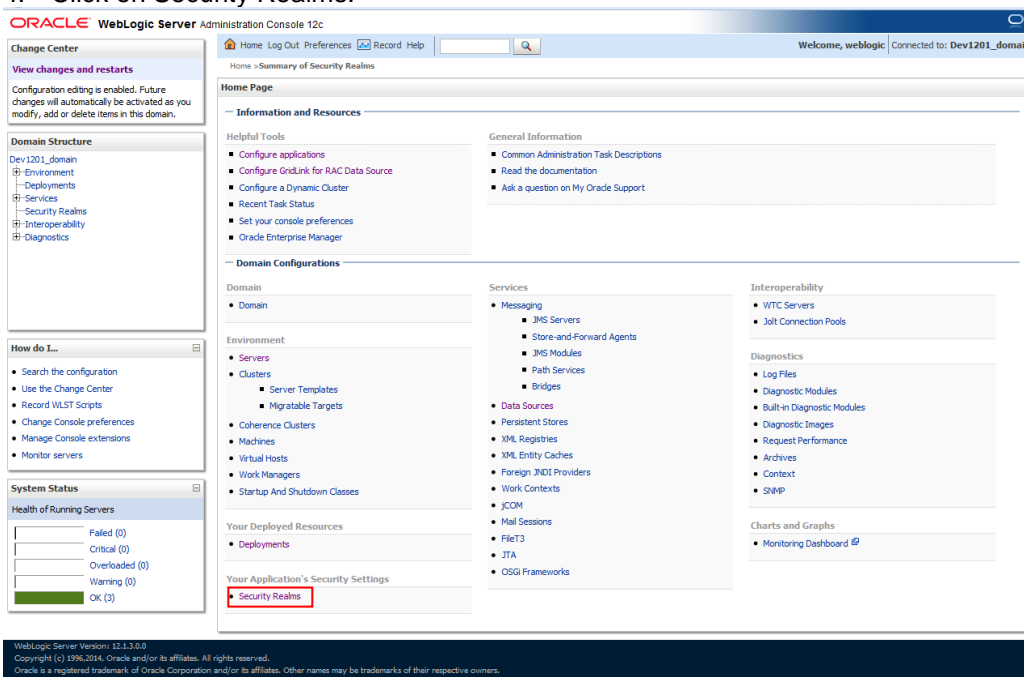 Click on Security Realms.
ORACLE WebLogic Server Administration Console 12c
Change Center
View changes and restarts
Configuration editing is enabled. Future
changes will automatically be activated as you
modify, add or delete items in this domain.
Domain Structure
Dev1201_domain
Environment
Deployments
Services
Security Realms
Interoperability
Diagnostics
How do I...
Search the configuration
Use the Change Center
Record WLST Scripts
Change Console preferences
Manage Console extensions
Monitor servers
System Status
Health of Running Servers
Failed (0)
Critical (0)
Overloaded (0)
Warning (0)
OK (3)
Home Log Out Preferences Record Help
Welcome, weblogic Connected to: Dev1201_domai
Home >Summary of Security Realms
Home Page
Information and Resources
Helpful Tools
Configure applications
Configure GridLink for RAC Data Source
Configure a Dynamic Cluster
Recent Task Status
Set your console preferences
Oracle Enterprise Manager
General Information
Common Administration Task Descriptions
Read the documentation
Ask a question on My Oracle Support
Domain Configurations
Domain
Domain
Environment
Servers
Clusters
Server Templates
Migratable Targets
Coherence Clusters
Machines
Virtual Hosts
Work Managers
Startup And Shutdown Classes
Your Deployed Resources
Deployments
Your Application's Security Settings
Security Realms
Services
Messaging
JMS Servers
Store-and-Forward Agents
JMS Modules
Path Services
Bridges
Data Sources
Persistent Stores
XML Registries
XML Entity Caches
Foreign JNDI Providers
Work Contexts
jCOM
Mail Sessions
FileT3
JTA
OSGi Frameworks
Interoperability
WTC Servers
Jolt Connection Pools
Diagnostics
Log Files
Diagnostic Modules
Built-in Diagnostic Modules
Diagnostic Images
Request Performance
Archives
Context
SNMP
Charts and Graphs
Monitoring Dashboard
WebLogic Server Version: 12.1.3.0.0
Copyright (c) 1996,2014, Oracle and/or its affiliates. All rights reserved.
Oracle is a registered trademark of Oracle Corporation and/or its affiliates. Other names may be trademarks of their respective owners.